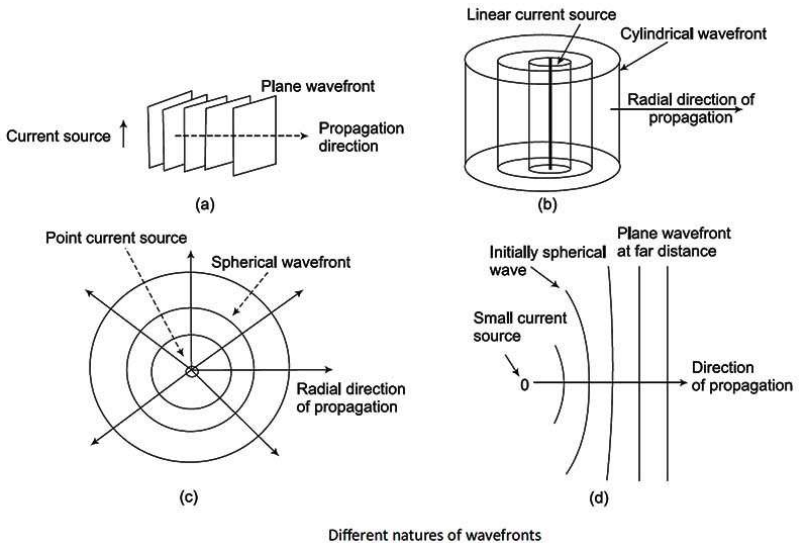 Plane wavefront
Current source
Propagation
direction
(a)
Linear current source
Cylindrical wavefront
Radial direction of
propagation
(b)
Point current source
Spherical wavefront
Radial direction
of propagation
(c)
Initially spherical
wave
Plane wavefront
at far distance
Small current
source
0
Direction
of propagation
(d)
Different natures of wavefronts